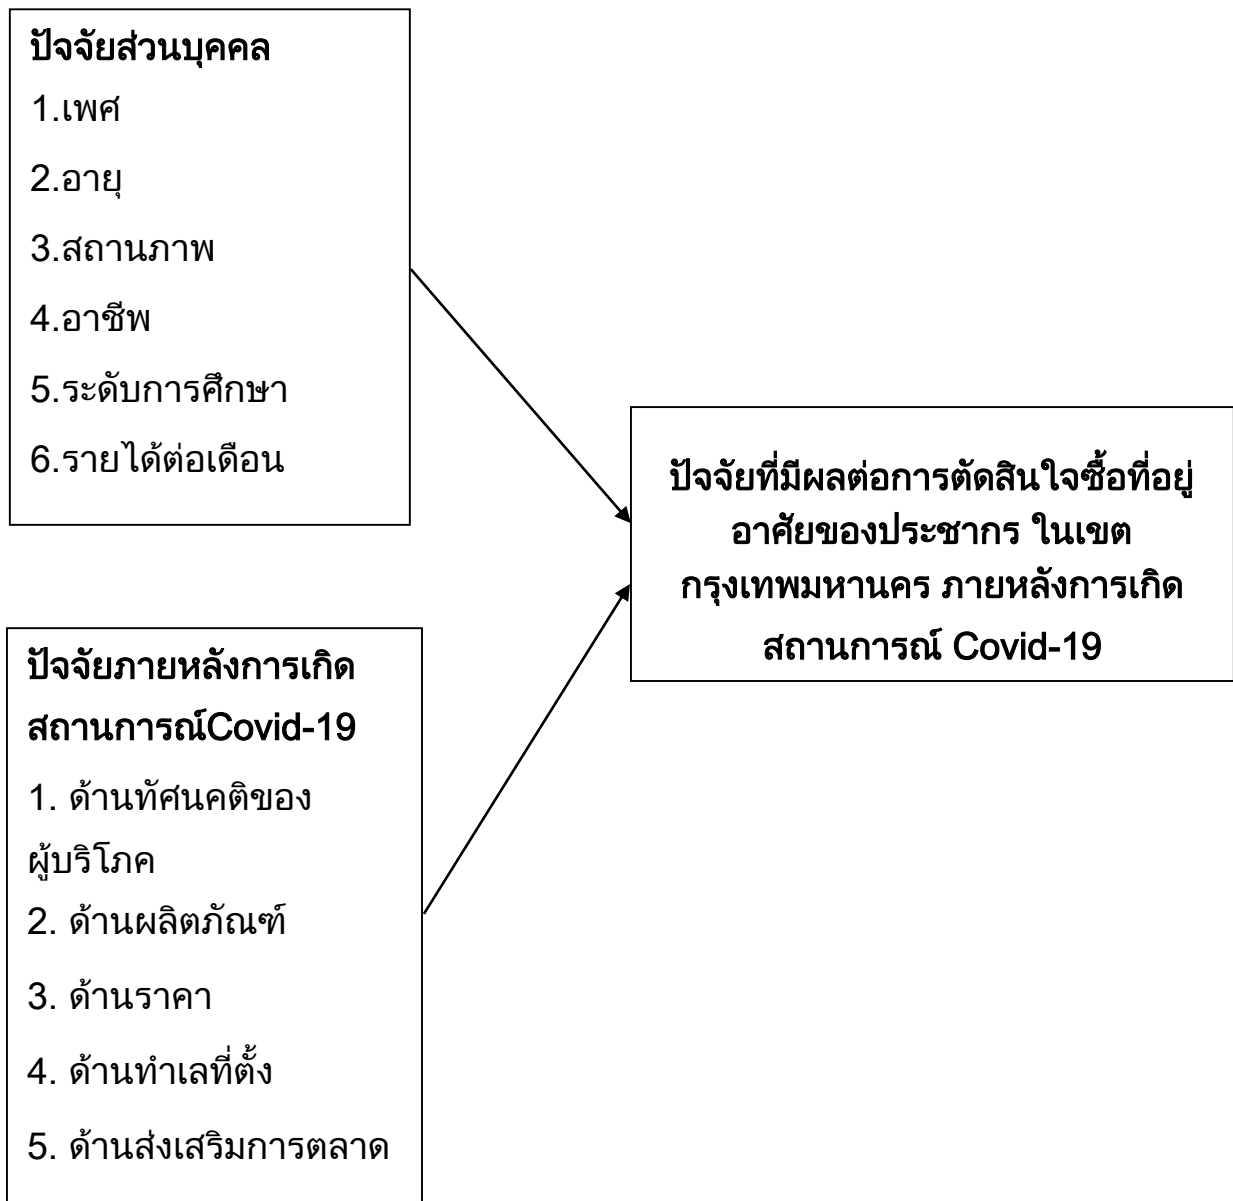 ปัจจัยส่วนบุคคล
1.เพศ
2.อายุ
3.สถานภาพ
4.อาชีพ
5.ระดับการศึกษา
6.รายได้ต่อเดือน
ปัจจัยภายหลังการเกิด
สถานการณ์Covid-19
1. ด้านทัศนคติของ
ผู้บริโภค
2. ด้านผลิตภัณฑ์
3. ด้านราคา
4. ด้านทำเลที่ตั้ง
5. ด้านส่งเสริมการตลาด
ปัจจัยที่มีผลต่อการตัดสินใจซื้อที่อยู่
อาศัยของประชากร ในเขต
กรุงเทพมหานคร ภายหลังการเกิด
สถานการณ์ Covid-19